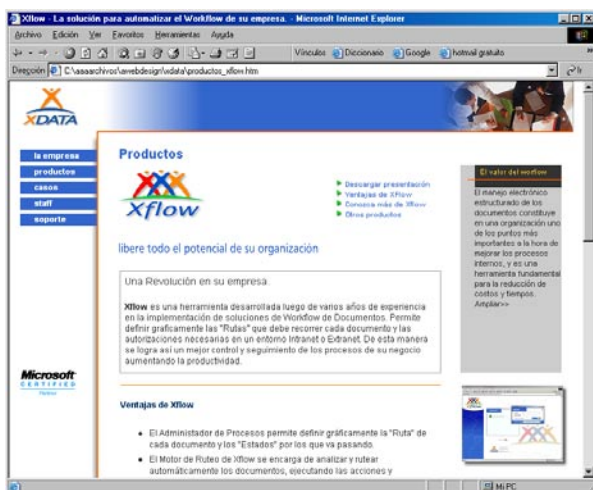 Xflow - La solución para automatizar el Workflow de su empresa. - Microsoft Internet Explorer
Archivo Edición Ver Favoritos Herramientas Ayuda
Vínculos Diccionario Google hotmail gratuito
Dirección C:\aaaarchivos\awebdesign\xdata\productos_xflow.htm Ir
XDATA
la empresa
productos
casos
staff
soporte
Microsoft
CERTIFIED
Partner
Productos
Xflow
Descargar presentación
Ventajas de Xflow
Conozca más de Xflow
Otros productos
libere todo el potencial de su organización
Una Revolución en su empresa.
Xflow es una herramienta desarrollada luego de varios años de experiencia
en la implementación de soluciones de Workflow de Documentos. Permite
definir graficamente las "Rutas" que debe recorrer cada documento y las
autorizaciones necesarias en un entorno Intranet o Extranet. De esta manera
se logra así un mejor control y seguimiento de los procesos de su negocio
aumentando la productividad.
Ventajas de Xflow
El Administrador de Procesos permite definir gráficamente la "Ruta" de
cada documento y los "Estados" por los que va pasando.
El Motor de Ruteo de Xflow se encarga de analizar y rutear
automáticamente los documentos, ejecutando las acciones y
El valor del worflow
El manejo electrónico
estructurado de los
documentos constituye
en una organización uno
de los puntos más
importantes a la hora de
mejorar los procesos
internos, y es una
herramienta fundamental
para la reducción de
costos y tiempos.
Ampliar>>
Mi PC